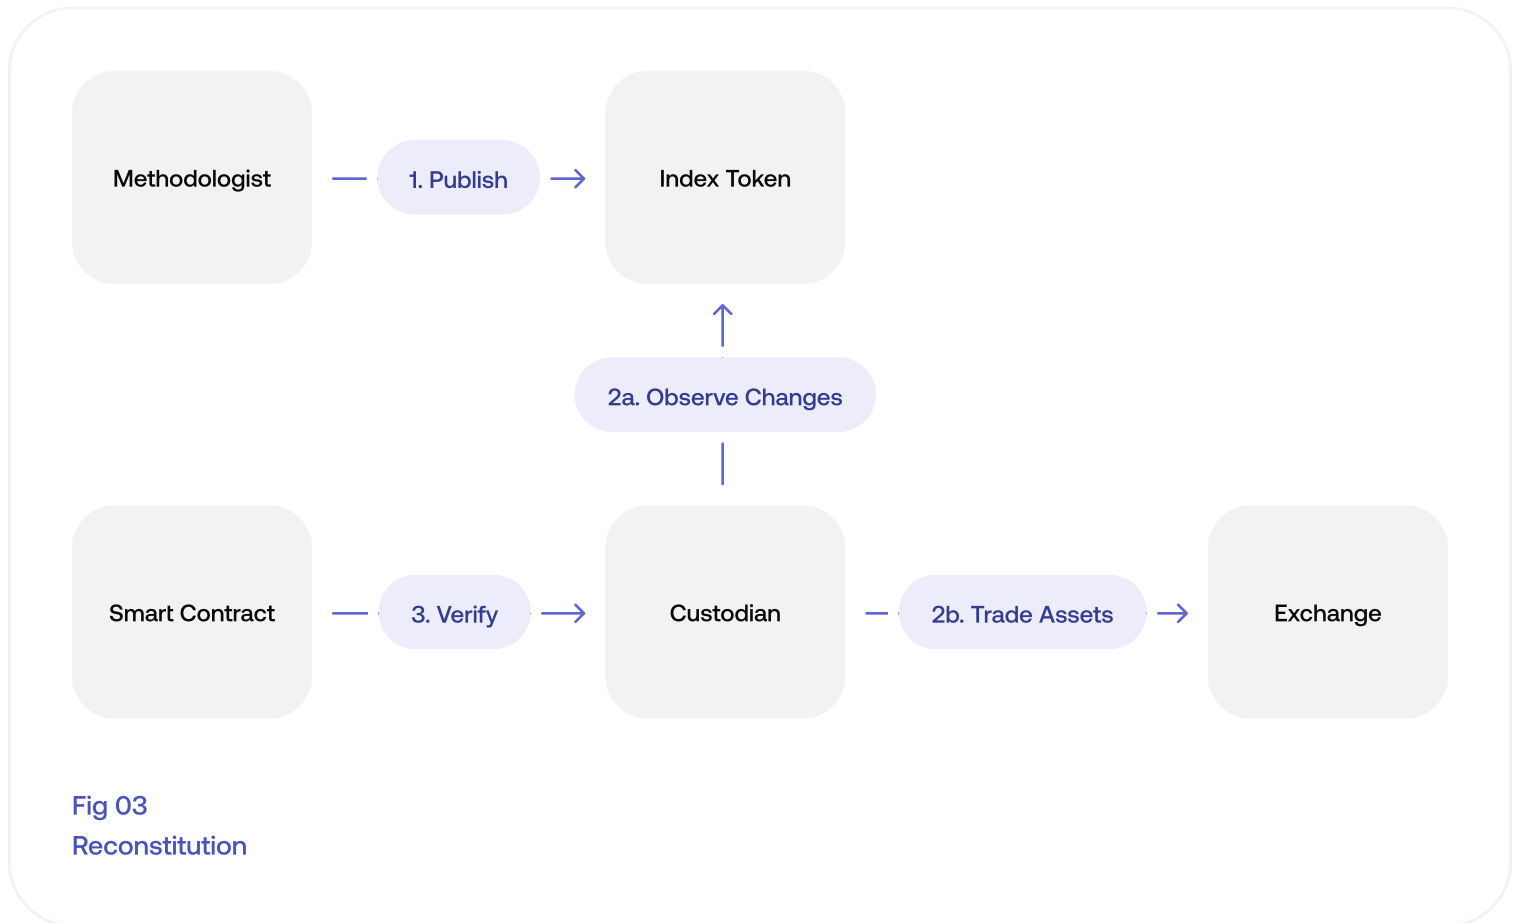 Methodologist
1. Publish
Index Token
2a. Observe Changes
Smart Contract
3. Verify
Custodian
2b. Trade Assets
Exchange
Fig 03
Reconstitution